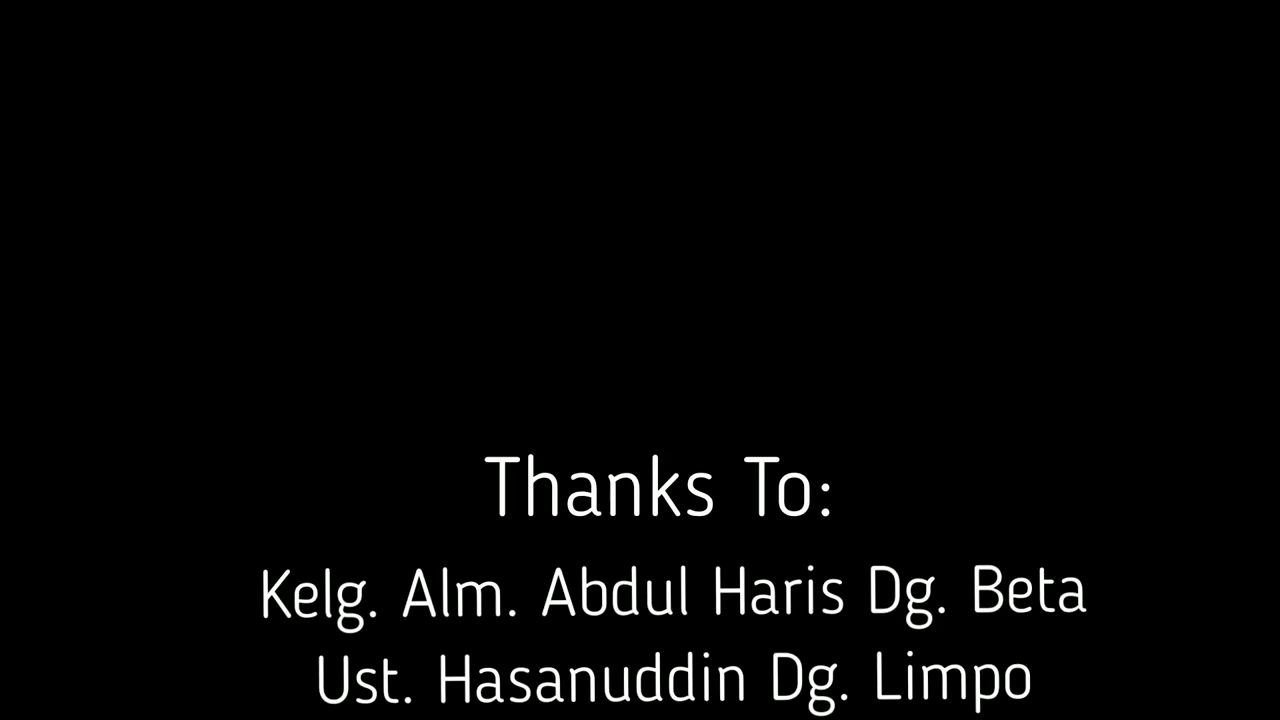 Thanks To:
Kelg. Alm. Abdul Haris Dg. Beta
Ust. Hasanuddin Dg. Limpo